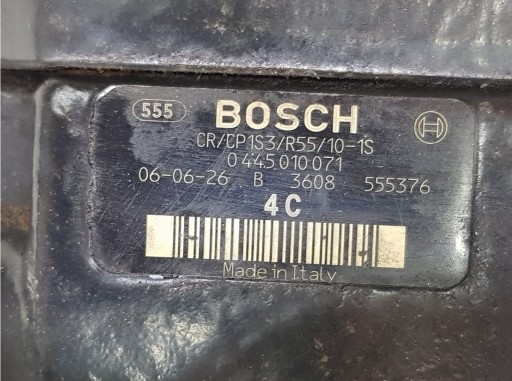 555 BOSCH
CR/CP1S3/R55/10-1S
0 445 010 071
06-06-26 B 3608 555376
4C
Made in Italy